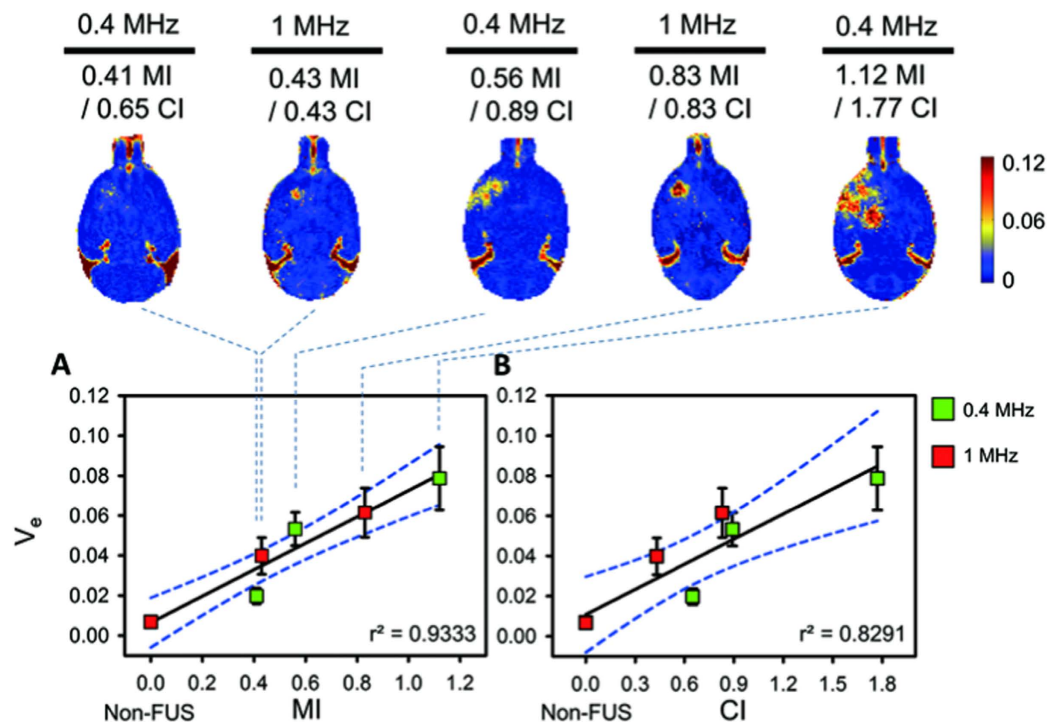 0.4 MHz 1 MHz 0.4 MHz 1 MHz 0.4 MHz
0.41 MI 0.43 MI 0.56 MI 0.83 MI 1.12 MI
/ 0.65 CI / 0.43 CI / 0.89 CI / 0.83 CI / 1.77 CI
0.12
0.06
0
A B
0.12 0.12
0.10 0.10
0.08 0.08
0.06 0.06
0.04 0.04
0.02 0.02
0.00 0.00
Ve
r² = 0.9333 r² = 0.8291
0.4 MHz
1 MHz
0.0 0.2 0.4 0.6 0.8 1.0 1.2 0.0 0.3 0.6 0.9 1.2 1.5 1.8
Non-FUS MI Non-FUS CI